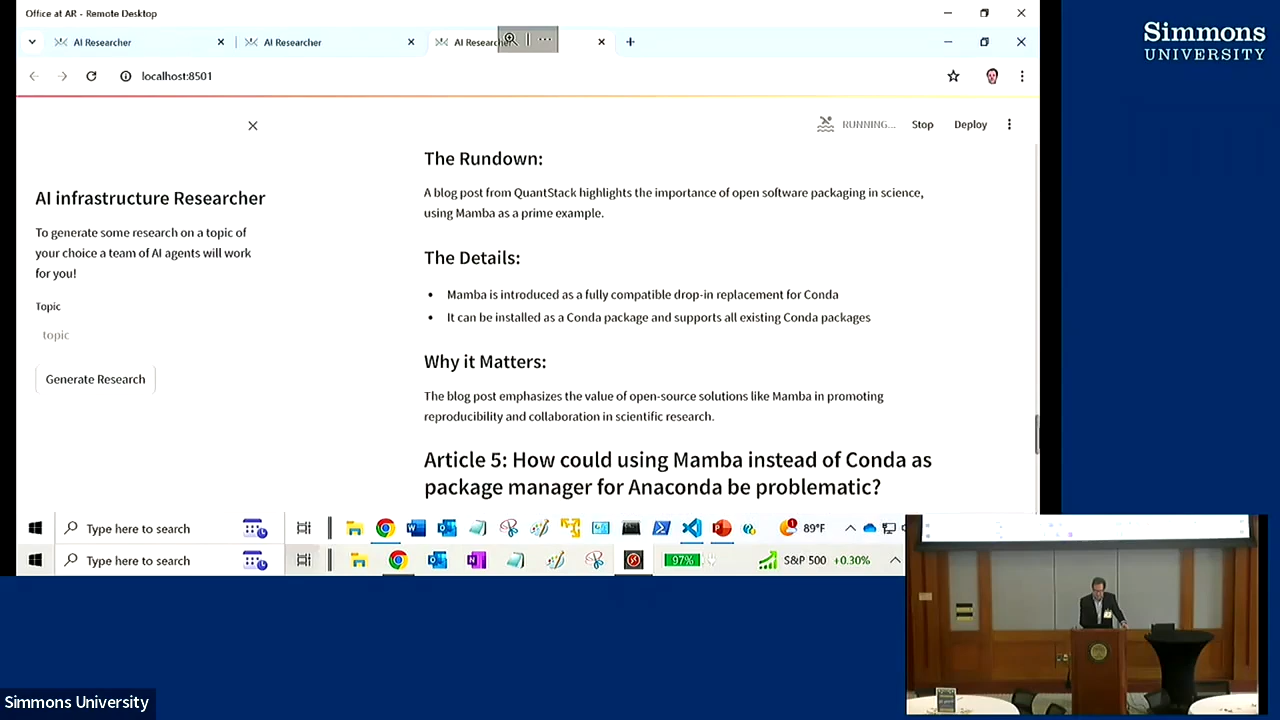 Office at AR - Remote Desktop
AI Researcher
AI Researcher
AI Researcher
localhost:8501
RUNNING...
Stop
Deploy
AI infrastructure Researcher
To generate some research on a topic of
your choice a team of AI agents will work
for you!
Topic
topic
Generate Research
The Rundown:
A blog post from QuantStack highlights the importance of open software packaging in science,
using Mamba as a prime example.
The Details:
• Mamba is introduced as a fully compatible drop-in replacement for Conda
• It can be installed as a Conda package and supports all existing Conda packages
Why it Matters:
The blog post emphasizes the value of open-source solutions like Mamba in promoting
reproducibility and collaboration in scientific research.
Article 5: How could using Mamba instead of Conda as
package manager for Anaconda be problematic?
Type here to search
89°F
Type here to search
97%
S&P 500 +0.30%
Simmons
UNIVERSITY
Simmons University